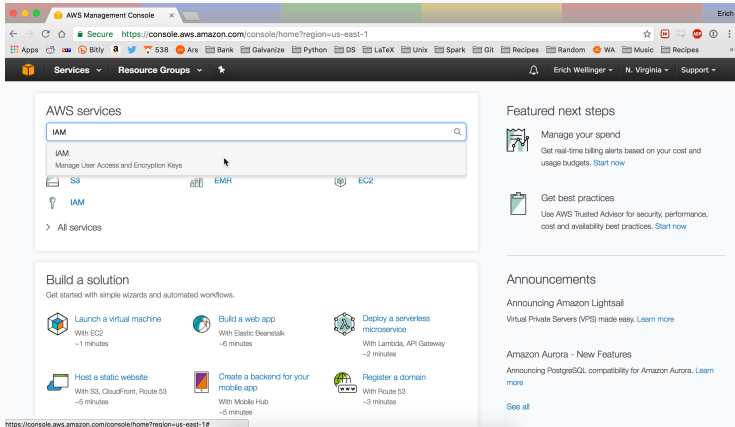 AWS Management Console
Erich
Secure https://console.aws.amazon.com/console/home?region=us-east-1
Apps Bitly 538 Ars Bank Galvanize Python DS LaTeX Unix Spark Git Recipes Random WA Music Recipes »
Services Resource Groups Erich Wellinger N. Virginia Support
AWS services
IAM
IAM
Manage User Access and Encryption Keys
S3 EMR EC2
IAM
All services
Featured next steps
Manage your spend
Get real-time billing alerts based on your cost and
usage budgets. Start now
Get best practices
Use AWS Trusted Advisor for security, performance,
cost and availability best practices. Start now
Build a solution
Get started with simple wizards and automated workflows.
Launch a virtual machine
With EC2
~1 minutes
Build a web app
With Elastic Beanstalk
~6 minutes
Deploy a serverless
microservice
With Lambda, API Gateway
~2 minutes
Host a static website
With S3, CloudFront, Route 53
~5 minutes
Create a backend for your
mobile app
With Mobile Hub
~5 minutes
Register a domain
With Route 53
~3 minutes
Announcements
Announcing Amazon Lightsail
Virtual Private Servers (VPS) made easy. Learn more
Amazon Aurora - New Features
Announcing PostgreSQL compatibility for Amazon Aurora. Learn
more
See all
https://console.aws.amazon.com/console/home?region=us-east-1#